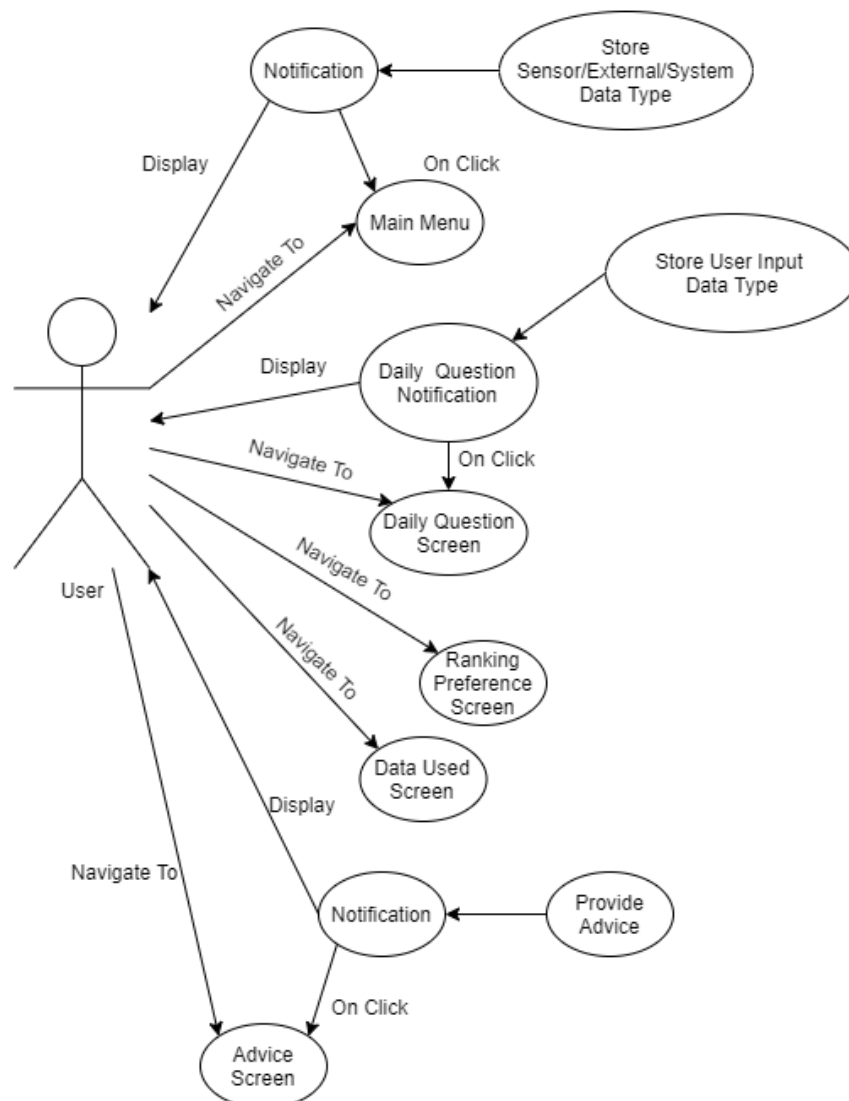 Store
Sensor/External/System
Data Type
Notification
Display
On Click
Main Menu
Navigate To
Store User Input
Data Type
Display
Daily Question
Notification
Navigate To
On Click
Daily Question
Screen
Navigate To
User
Navigate To
Ranking
Preference
Screen
Data Used
Screen
Display
Navigate To
Notification
Provide
Advice
On Click
Advice
Screen